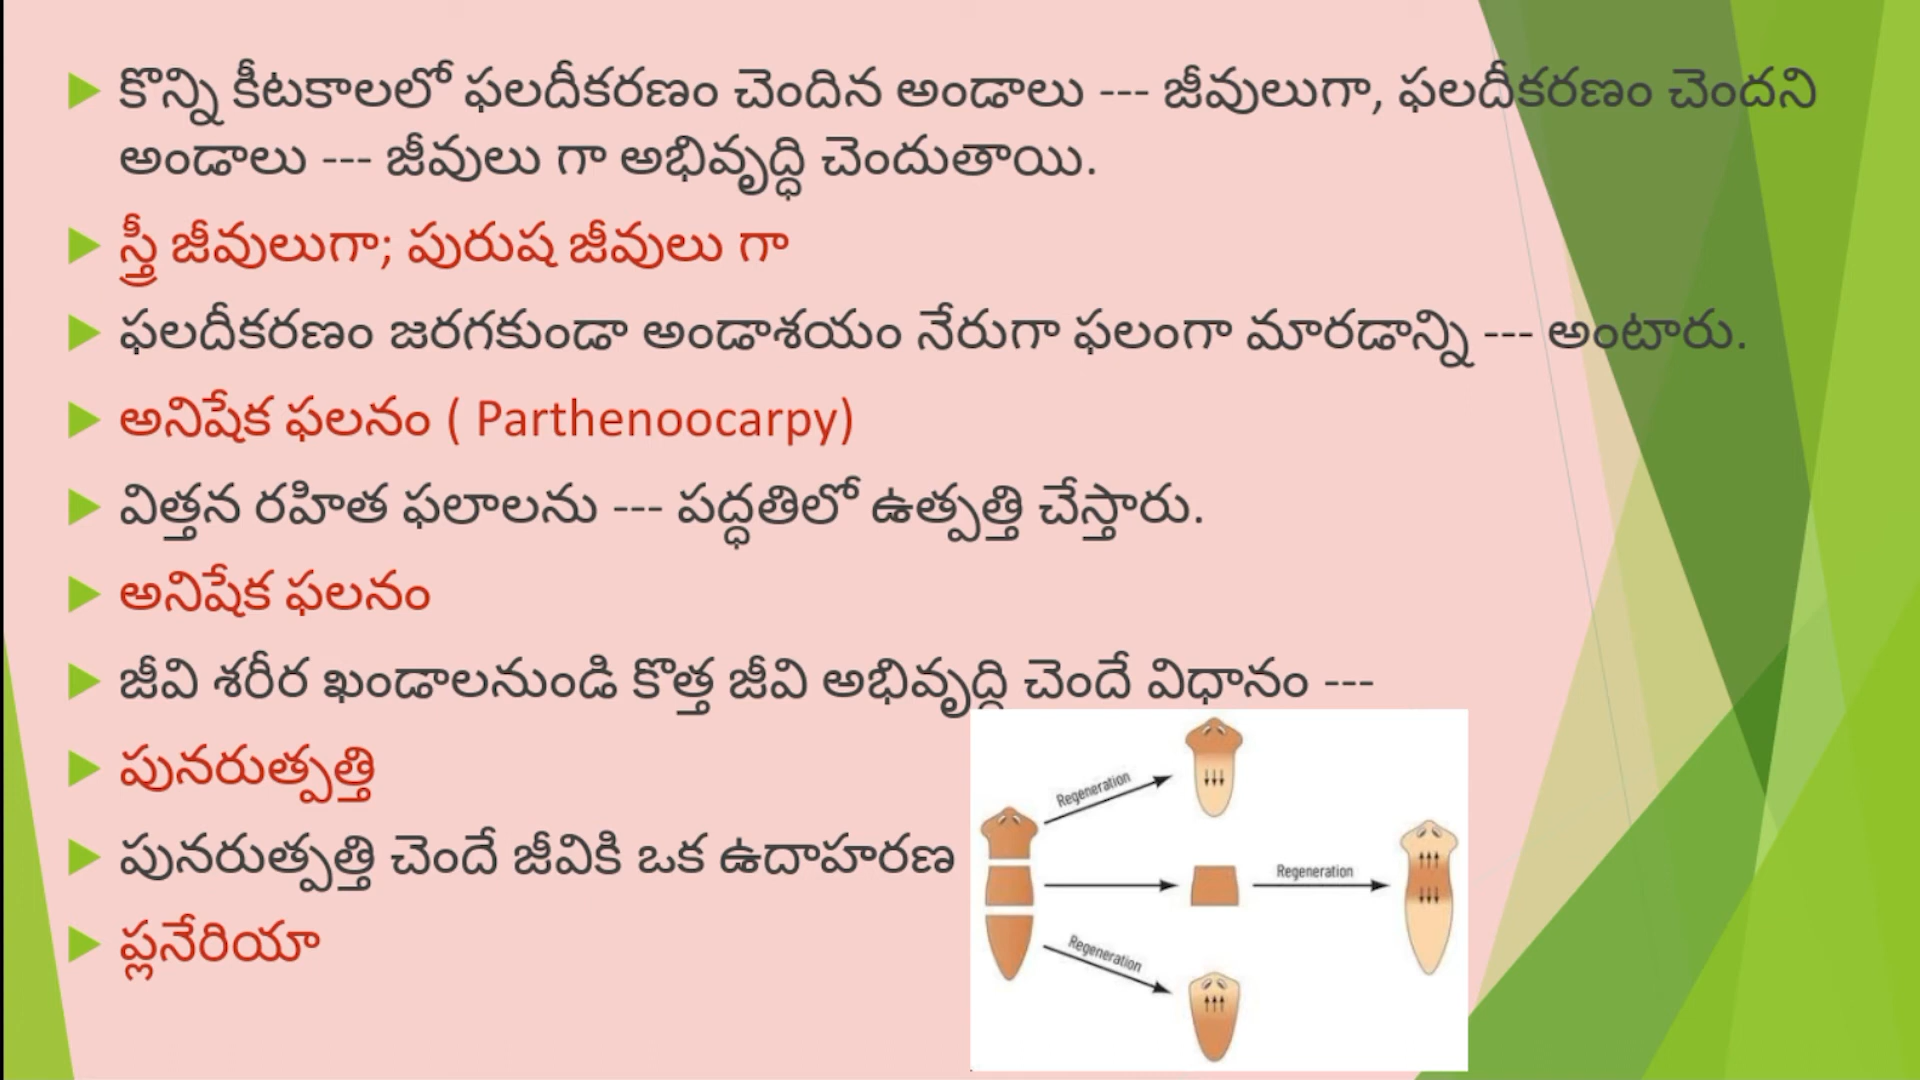 కొన్ని కీటకాలలో ఫలదీకరణం చెందిన అండాలు --- జీవులుగా, ఫలదీకరణం చెందని
అండాలు --- జీవులు గా అభివృద్ధి చెందుతాయి.
స్త్రీ జీవులుగా; పురుష జీవులు గా
ఫలదీకరణం జరగకుండా అండాశయం నేరుగా ఫలంగా మారడాన్ని --- అంటారు.
అనిషేక ఫలనం ( Parthenoocarpy)
విత్తన రహిత ఫలాలను --- పద్ధతిలో ఉత్పత్తి చేస్తారు.
అనిషేక ఫలనం
జీవి శరీర ఖండాలనుండి కొత్త జీవి అభివృద్ది చెందే విధానం ---
పునరుత్పత్తి
పునరుత్పత్తి చెందే జీవికి ఒక ఉదాహరణ
ప్లనేరియా
Regeneration
Regeneration
Regeneration